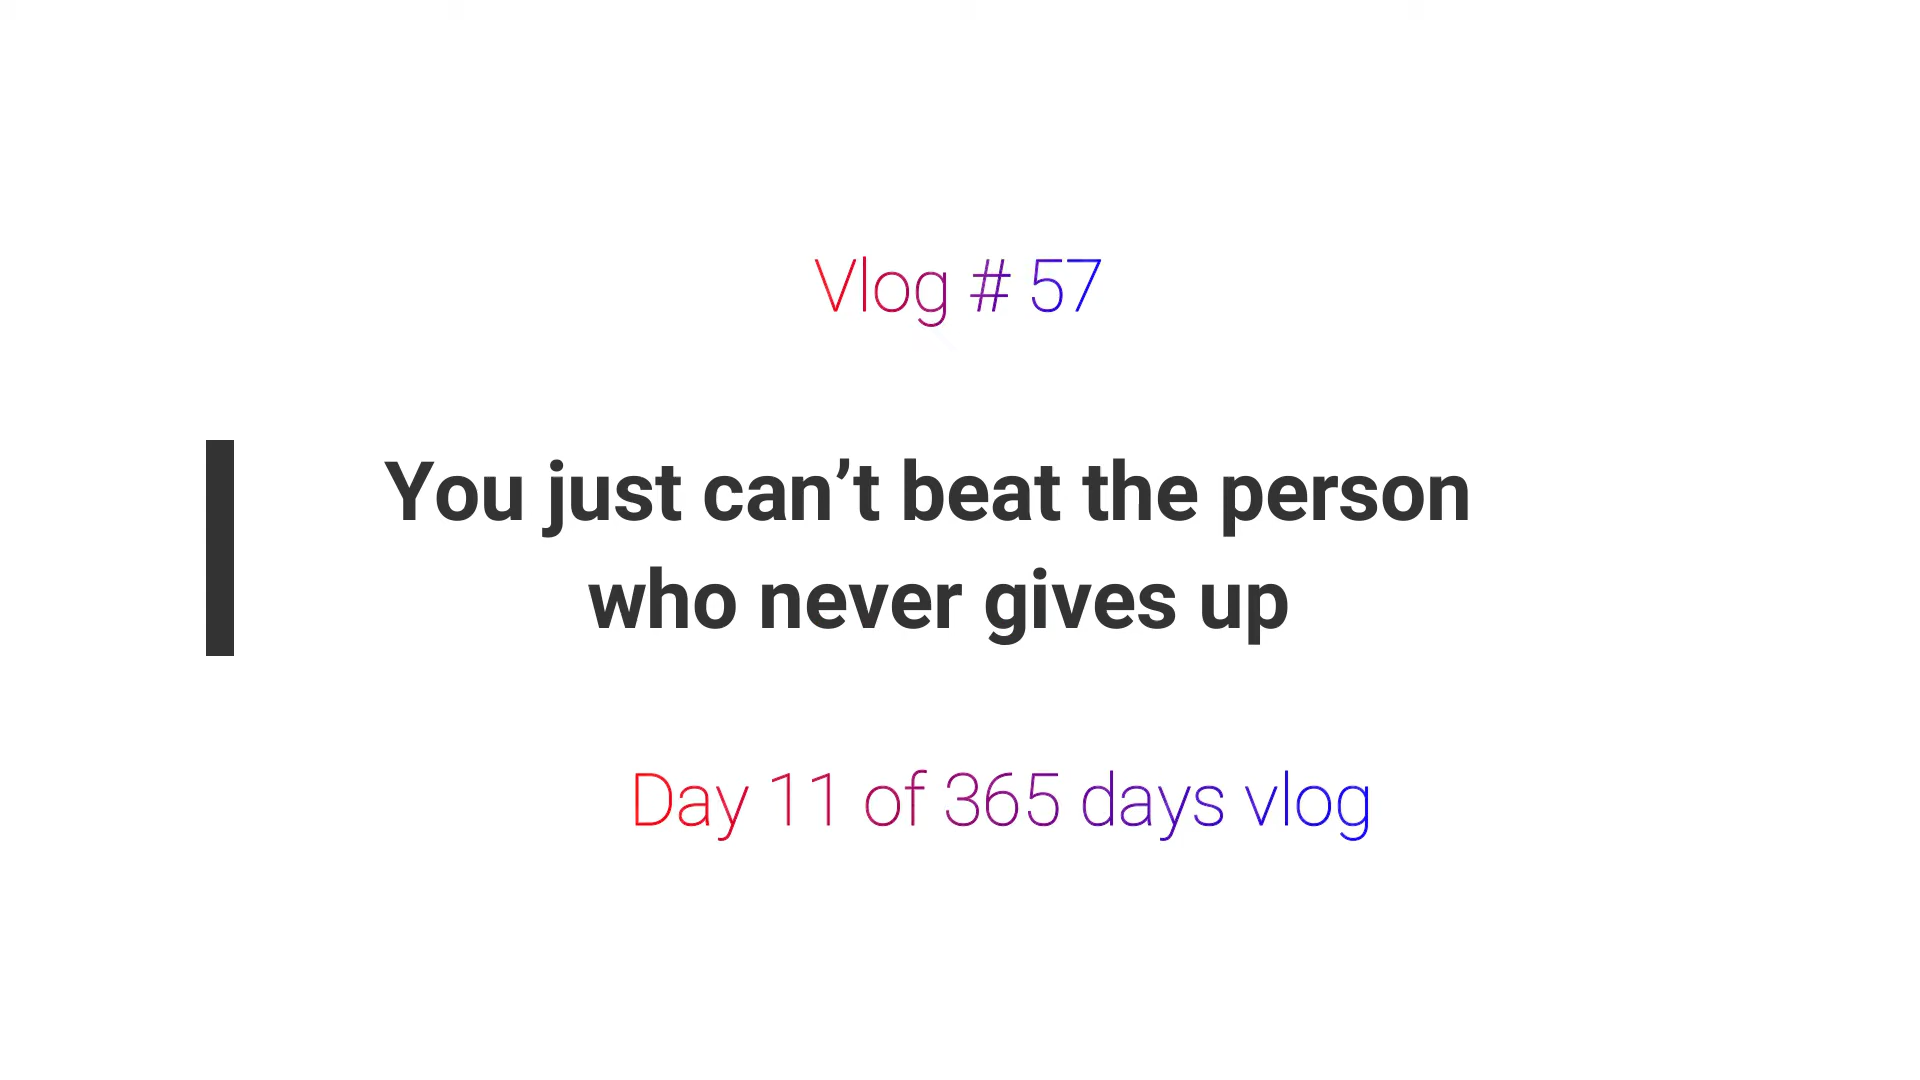 Vlog # 57
You just can’t beat the person
who never gives up
Day 11 of 365 days vlog